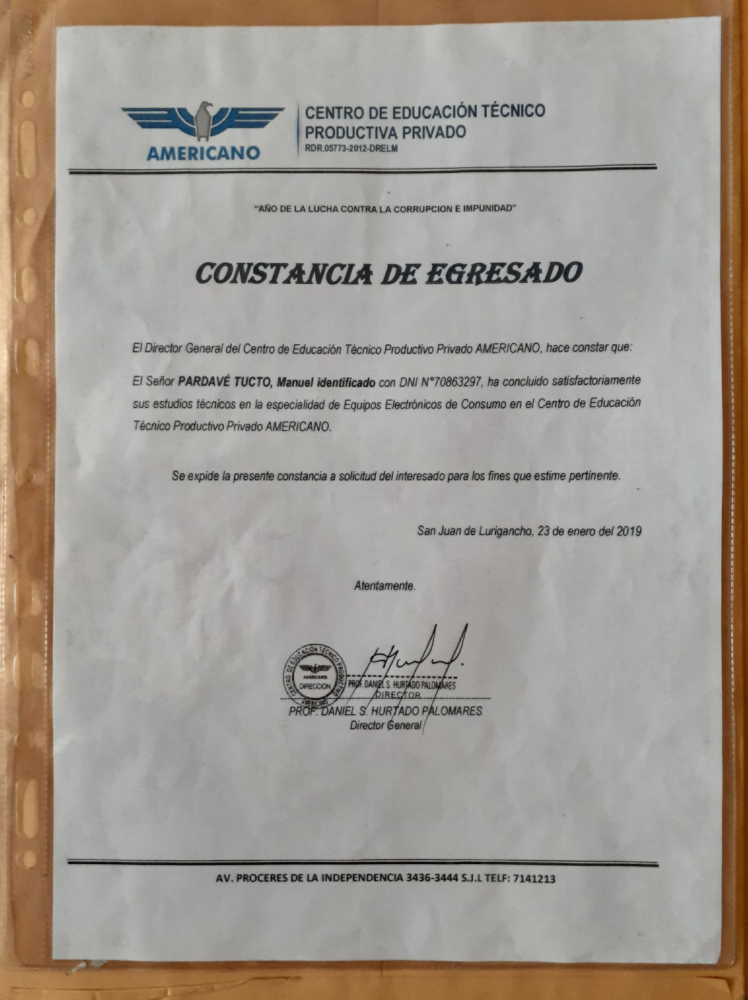 AMERICANO
CENTRO DE EDUCACIÓN TÉCNICO
PRODUCTIVA PRIVADO
RDR.05773-2012-DRELM
“AÑO DE LA LUCHA CONTRA LA CORRUPCION E IMPUNIDAD”
CONSTANCIA DE EGRESADO
El Director General del Centro de Educación Técnico Productivo Privado AMERICANO, hace constar que:
El Señor PARDAVÉ TUCTO, Manuel identificado con DNI N°70863297, ha concluido satisfactoriamente
sus estudios técnicos en la especialidad de Equipos Electrónicos de Consumo en el Centro de Educación
Técnico Productivo Privado AMERICANO.
Se expide la presente constancia a solicitud del interesado para los fines que estime pertinente.
San Juan de Lurigancho, 23 de enero del 2019
Atentamente.
CENTRO DE EDUCACIÓN TÉCNICO PRODUCTIVO
AMERICANO
DIRECCION
AMERICANO
PROF. DANIEL S. HURTADO PALOMARES
DIRECTOR
PROF. DANIEL S. HURTADO PALOMARES
Director General
AV. PROCERES DE LA INDEPENDENCIA 3436-3444 S.J.L TELF: 7141213